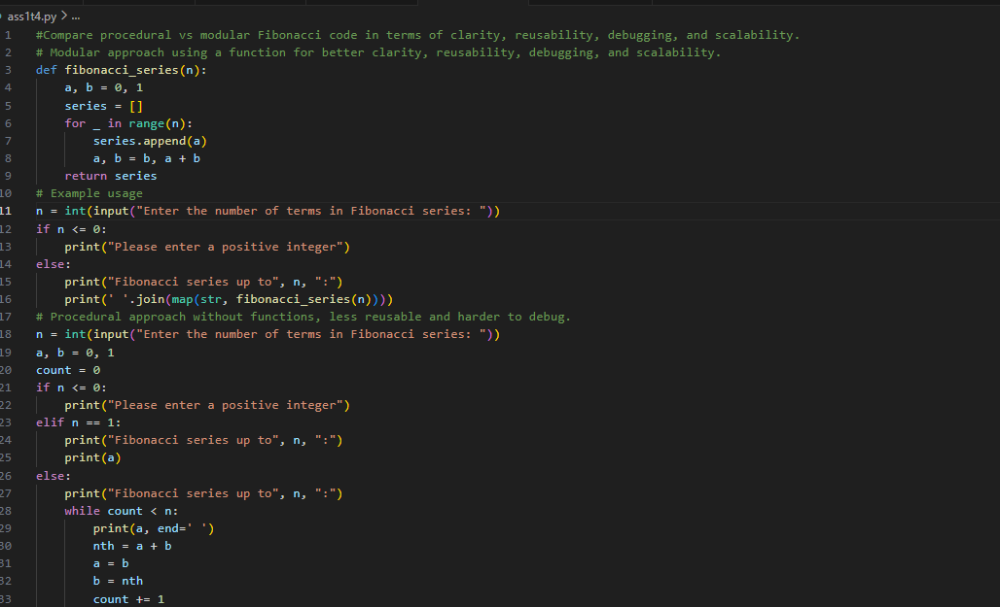 ass1t4.py > ...
1 #Compare procedural vs modular Fibonacci code in terms of clarity, reusability, debugging, and scalability.
2 # Modular approach using a function for better clarity, reusability, debugging, and scalability.
3 def fibonacci_series(n):
4     a, b = 0, 1
5     series = []
6     for _ in range(n):
7         series.append(a)
8         a, b = b, a + b
9     return series
10 # Example usage
11 n = int(input("Enter the number of terms in Fibonacci series: "))
12 if n <= 0:
13     print("Please enter a positive integer")
14 else:
15     print("Fibonacci series up to", n, ":")
16     print(' '.join(map(str, fibonacci_series(n))))
17 # Procedural approach without functions, less reusable and harder to debug.
18 n = int(input("Enter the number of terms in Fibonacci series: "))
19 a, b = 0, 1
20 count = 0
21 if n <= 0:
22     print("Please enter a positive integer")
23 elif n == 1:
24     print("Fibonacci series up to", n, ":")
25     print(a)
26 else:
27     print("Fibonacci series up to", n, ":")
28     while count < n:
29         print(a, end=' ')
30         nth = a + b
31         a = b
32         b = nth
33         count += 1